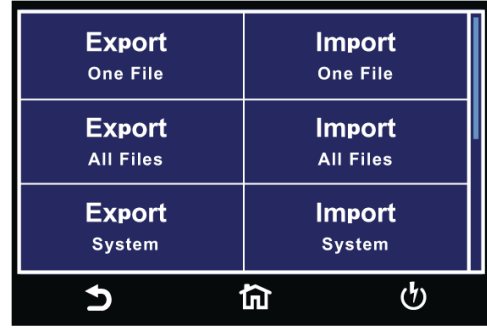 Export
One File
Import
One File
Export
All Files
Import
All Files
Export
System
Import
System